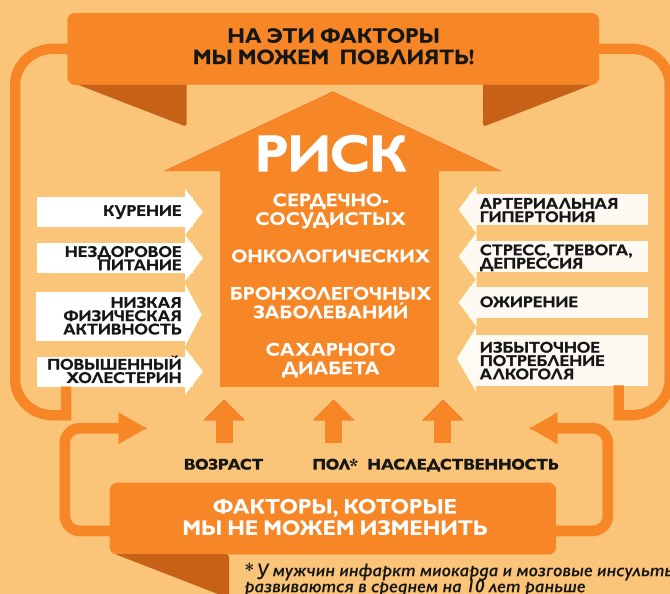 НА ЭТИ ФАКТОРЫ
МЫ МОЖЕМ ПОВЛИЯТЬ!
РИСК
СЕРДЕЧНО-
СОСУДИСТЫХ
ОНКОЛОГИЧЕСКИХ
БРОНХОЛЕГОЧНЫХ
ЗАБОЛЕВАНИЙ
САХАРНОГО
ДИАБЕТА
КУРЕНИЕ
НЕЗДОРОВОЕ
ПИТАНИЕ
НИЗКАЯ
ФИЗИЧЕСКАЯ
АКТИВНОСТЬ
ПОВЫШЕННЫЙ
ХОЛЕСТЕРИН
АРТЕРИАЛЬНАЯ
ГИПЕРТОНИЯ
СТРЕСС, ТРЕВОГА,
ДЕПРЕССИЯ
ОЖИРЕНИЕ
ИЗБЫТОЧНОЕ
ПОТРЕБЛЕНИЕ
АЛКОГОЛЯ
ВОЗРАСТ ПОЛ* НАСЛЕДСТВЕННОСТЬ
ФАКТОРЫ, КОТОРЫЕ
МЫ НЕ МОЖЕМ ИЗМЕНИТЬ
* У мужчин инфаркт миокарда и мозговые инсульты
развиваются в среднем на 10 лет раньше